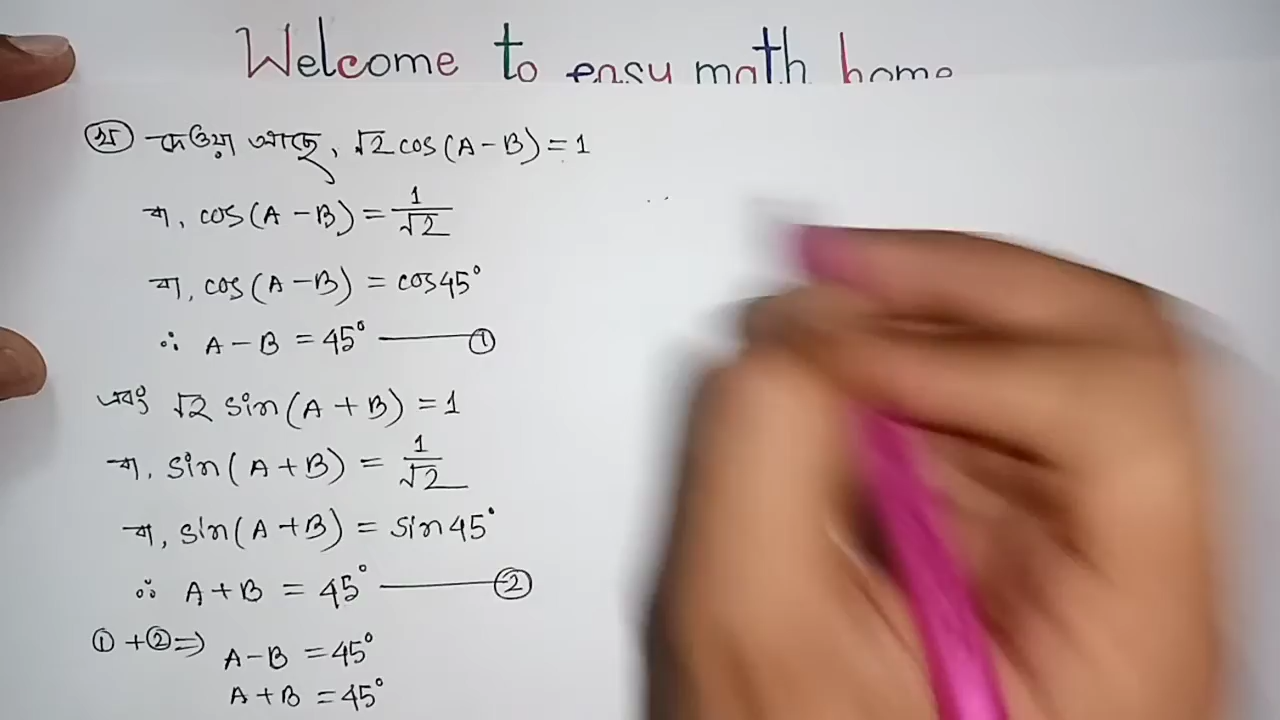 Welcome to easy math home
(খ) দেওয়া আছে, √2 cos(A-B) = 1
বা, cos(A-B) = 1/√2
বা, cos(A-B) = cos45°
∴ A-B = 45° ——— ①
এবং √2 sin(A+B) = 1
বা, sin(A+B) = 1/√2
বা, sin(A+B) = sin45°
∴ A+B = 45° ——— ②
①+②⇒ A-B = 45°
A+B = 45°